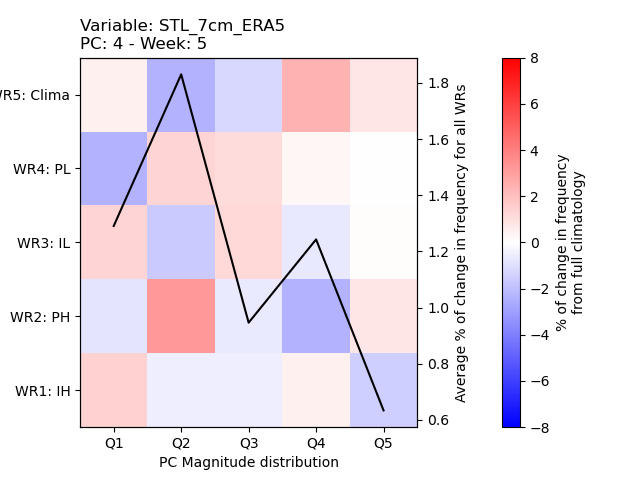 Variable: STL_7cm_ERA5
PC: 4 - Week: 5
WR5: Clima
WR4: PL
WR3: IL
WR2: PH
WR1: IH
Q1 Q2 Q3 Q4 Q5
PC Magnitude distribution
1.8
1.6
1.4
1.2
1.0
0.8
0.6
Average % of change in frequency for all WRs
8
6
4
2
0
−2
−4
−6
−8
% of change in frequency
from full climatology